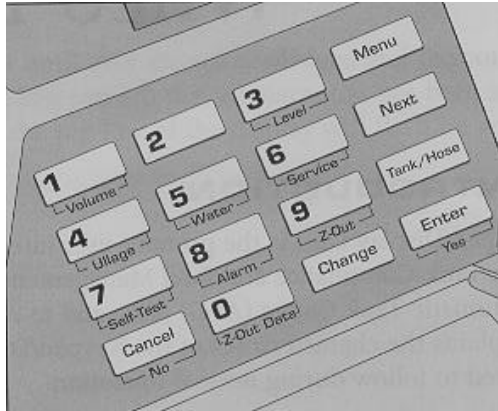 1
Volume
2
3
Level
Menu
4
Ullage
5
Water
6
Service
Next
7
Self-Test
8
Alarm
9
Z-Out
Tank/Hose
Cancel
No
0
Z-Out Data
Change
Enter
Yes